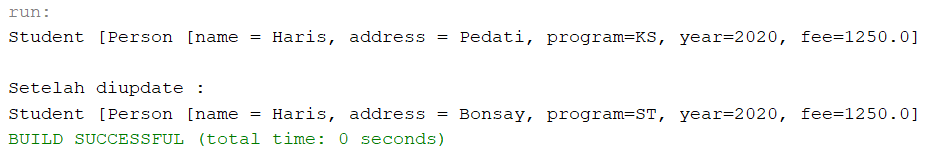 run:
Student [Person [name = Haris, address = Pedati, program=KS, year=2020, fee=1250.0]
Setelah diupdate :
Student [Person [name = Haris, address = Bonsay, program=ST, year=2020, fee=1250.0]
BUILD SUCCESSFUL (total time: 0 seconds)